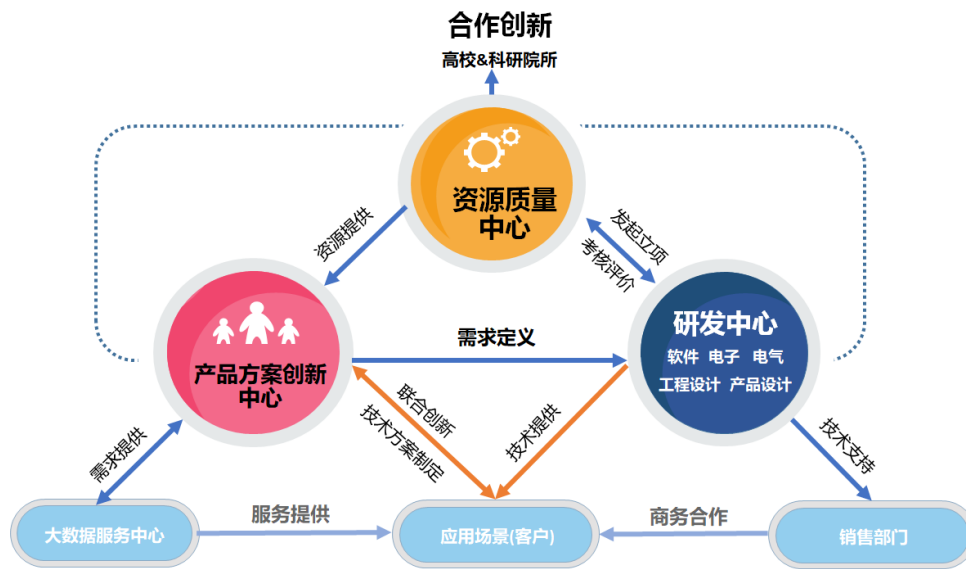 合作创新
高校&科研院所
资源质量
中心
资源提供
发起立项
考核评价
研发中心
软件 电子 电气
工程设计 产品设计
需求定义
产品方案创新
中心
联合创新
技术方案制定
技术提供
需求提供
技术支持
服务提供
商务合作
大数据服务中心
应用场景(客户)
销售部门